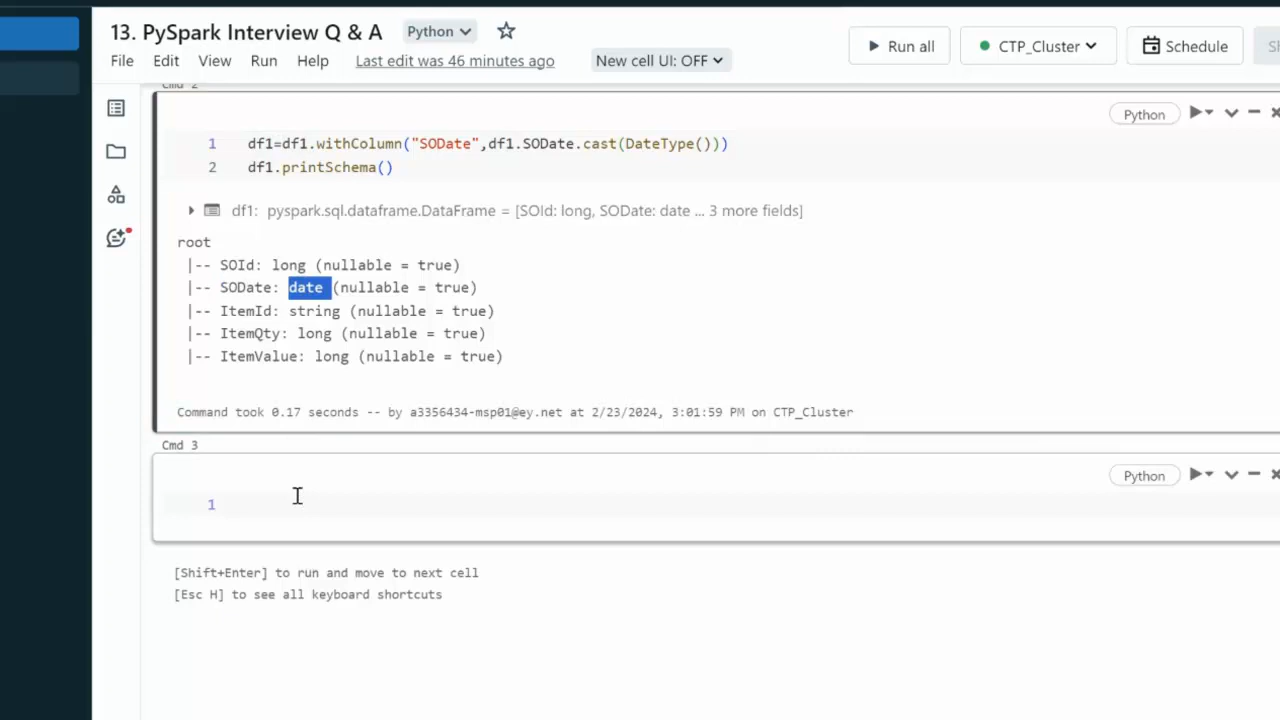 13. PySpark Interview Q & A Python
File Edit View Run Help Last edit was 46 minutes ago New cell UI: OFF
Run all CTP_Cluster Schedule
Cmd 2
Python
1 df1=df1.withColumn("SODate",df1.SODate.cast(DateType()))
2 df1.printSchema()
df1: pyspark.sql.dataframe.DataFrame = [SOId: long, SODate: date ... 3 more fields]
root
|-- SOId: long (nullable = true)
|-- SODate: date (nullable = true)
|-- ItemId: string (nullable = true)
|-- ItemQty: long (nullable = true)
|-- ItemValue: long (nullable = true)
Command took 0.17 seconds -- by a3356434-msp01@ey.net at 2/23/2024, 3:01:59 PM on CTP_Cluster
Cmd 3
Python
1
[Shift+Enter] to run and move to next cell
[Esc H] to see all keyboard shortcuts